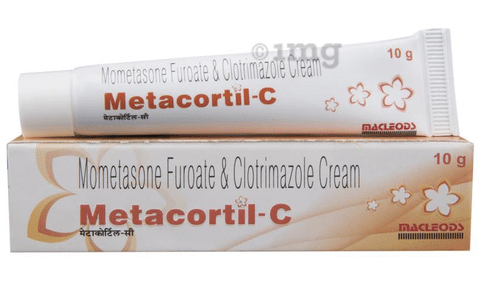 1mg
Mometasone Furoate & Clotrimazole Cream
10 g
Metacortil-C
मेटाकोर्टिल-सी
MACLEODS
Mometasone Furoate & Clotrimazole Cream
10 g
Metacortil-C
मेटाकोर्टिल-सी
MACLEODS